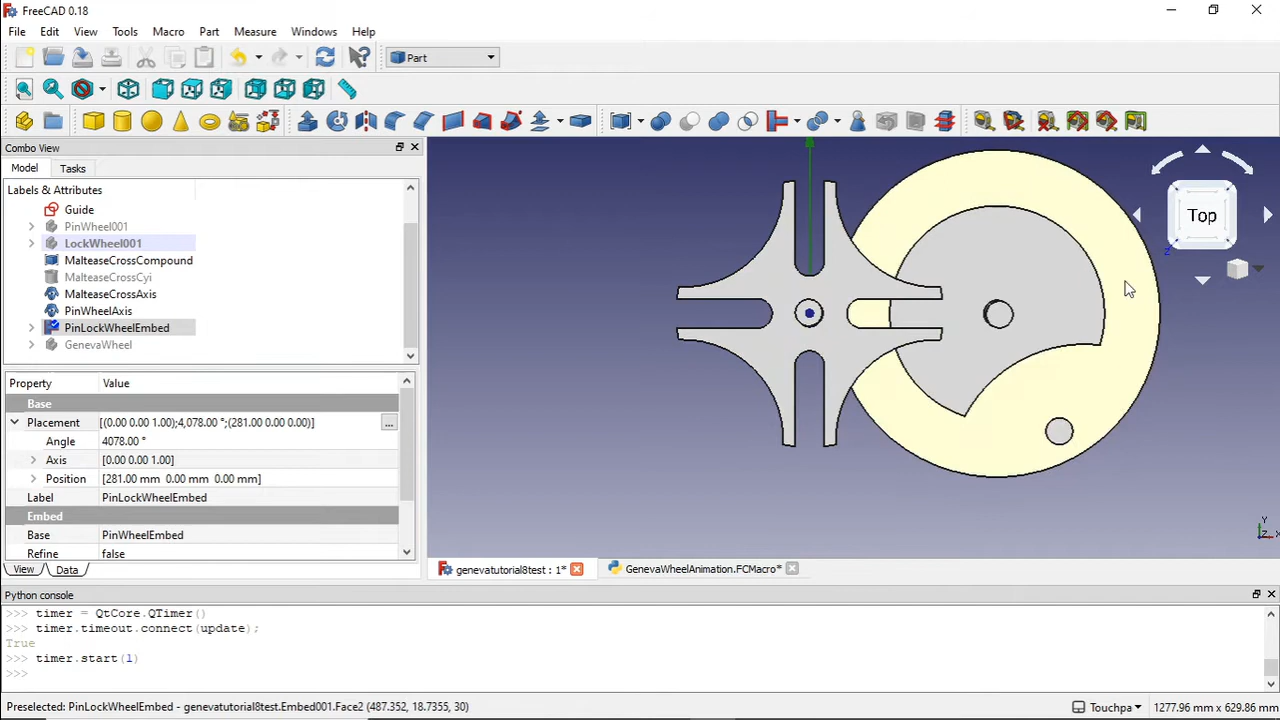 FreeCAD 0.18
File Edit View Tools Macro Part Measure Windows Help
Part
Combo View
Model Tasks
Labels & Attributes
Guide
PinWheel001
LockWheel001
MalteaseCrossCompound
MalteaseCrossCyi
MalteaseCrossAxis
PinWheelAxis
PinLockWheelEmbed
GenevaWheel
Property Value
Base
Placement [(0.00 0.00 1.00);4,078.00 °;(281.00 0.00 0.00)]
...
Angle 4078.00 °
Axis [0.00 0.00 1.00]
Position [281.00 mm 0.00 mm 0.00 mm]
Label PinLockWheelEmbed
Embed
Base PinWheelEmbed
Refine false
View Data
Top
Z
Y
Z
X
genevatutorial8test : 1* GenevaWheelAnimation.FCMacro*
Python console
>>> timer = QtCore.QTimer()
>>> timer.timeout.connect(update);
True
>>> timer.start(1)
>>>
Preselected: PinLockWheelEmbed - genevatutorial8test.Embed001.Face2 (487.352, 18.7355, 30) Touchpa 1277.96 mm x 629.86 mm